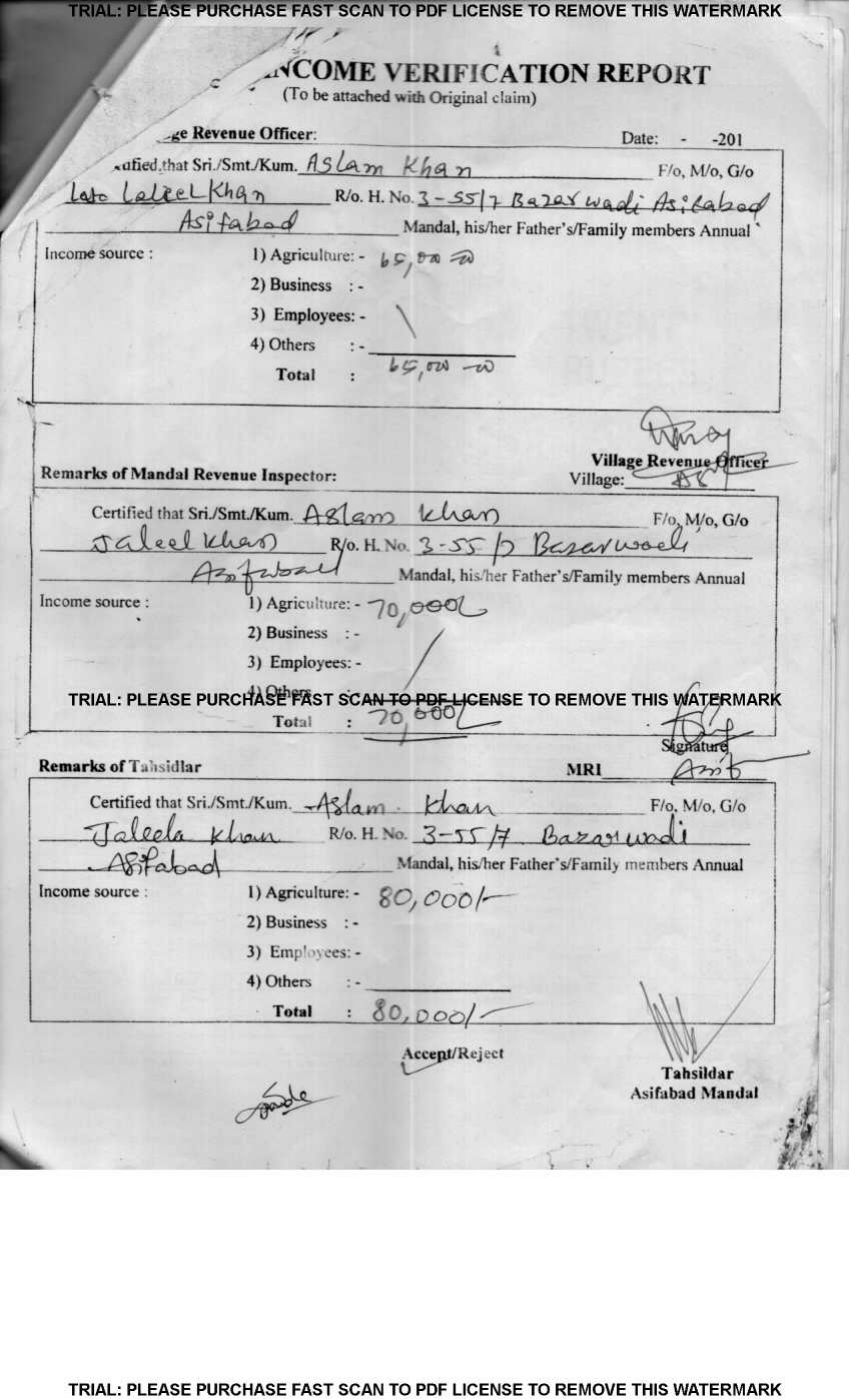 TRIAL: PLEASE PURCHASE FAST SCAN TO PDF LICENSE TO REMOVE THIS WATERMARK
INCOME VERIFICATION REPORT
(To be attached with Original claim)
ge Revenue Officer: Date: - -201
tified that Sri./Smt./Kum. Aslam Khan F/o, M/o, G/o
Late Laleel Khan R/o. H. No. 3-55/7 Bazar wadi Asifabad
Asifabad Mandal, his/her Father's/Family members Annual
Income source : 1) Agriculture: - 65,000
2) Business : -
3) Employees: -
4) Others : -
Total : 65,000
Village Revenue Officer
Remarks of Mandal Revenue Inspector: Village:
Certified that Sri./Smt./Kum. Aslam Khan F/o, M/o, G/o
Jaleel Khan R/o. H. No. 3-55/7 Bazarwadi
Asifabad Mandal, his/her Father's/Family members Annual
Income source : 1) Agriculture: - 70,000/-
2) Business : -
3) Employees: -
4) Others :
TRIAL: PLEASE PURCHASE FAST SCAN TO PDF LICENSE TO REMOVE THIS WATERMARK
Total : 70,000/-
Signature
Remarks of Tahsidlar MRI
Certified that Sri./Smt./Kum. Aslam Khan F/o, M/o, G/o
Jaleela Khan R/o. H. No. 3-55/7 Bazarwadi
Asifabad Mandal, his/her Father's/Family members Annual
Income source : 1) Agriculture: - 80,000/-
2) Business : -
3) Employees: -
4) Others : -
Total : 80,000/-
Accept/Reject
Tahsildar
Asifabad Mandal
TRIAL: PLEASE PURCHASE FAST SCAN TO PDF LICENSE TO REMOVE THIS WATERMARK